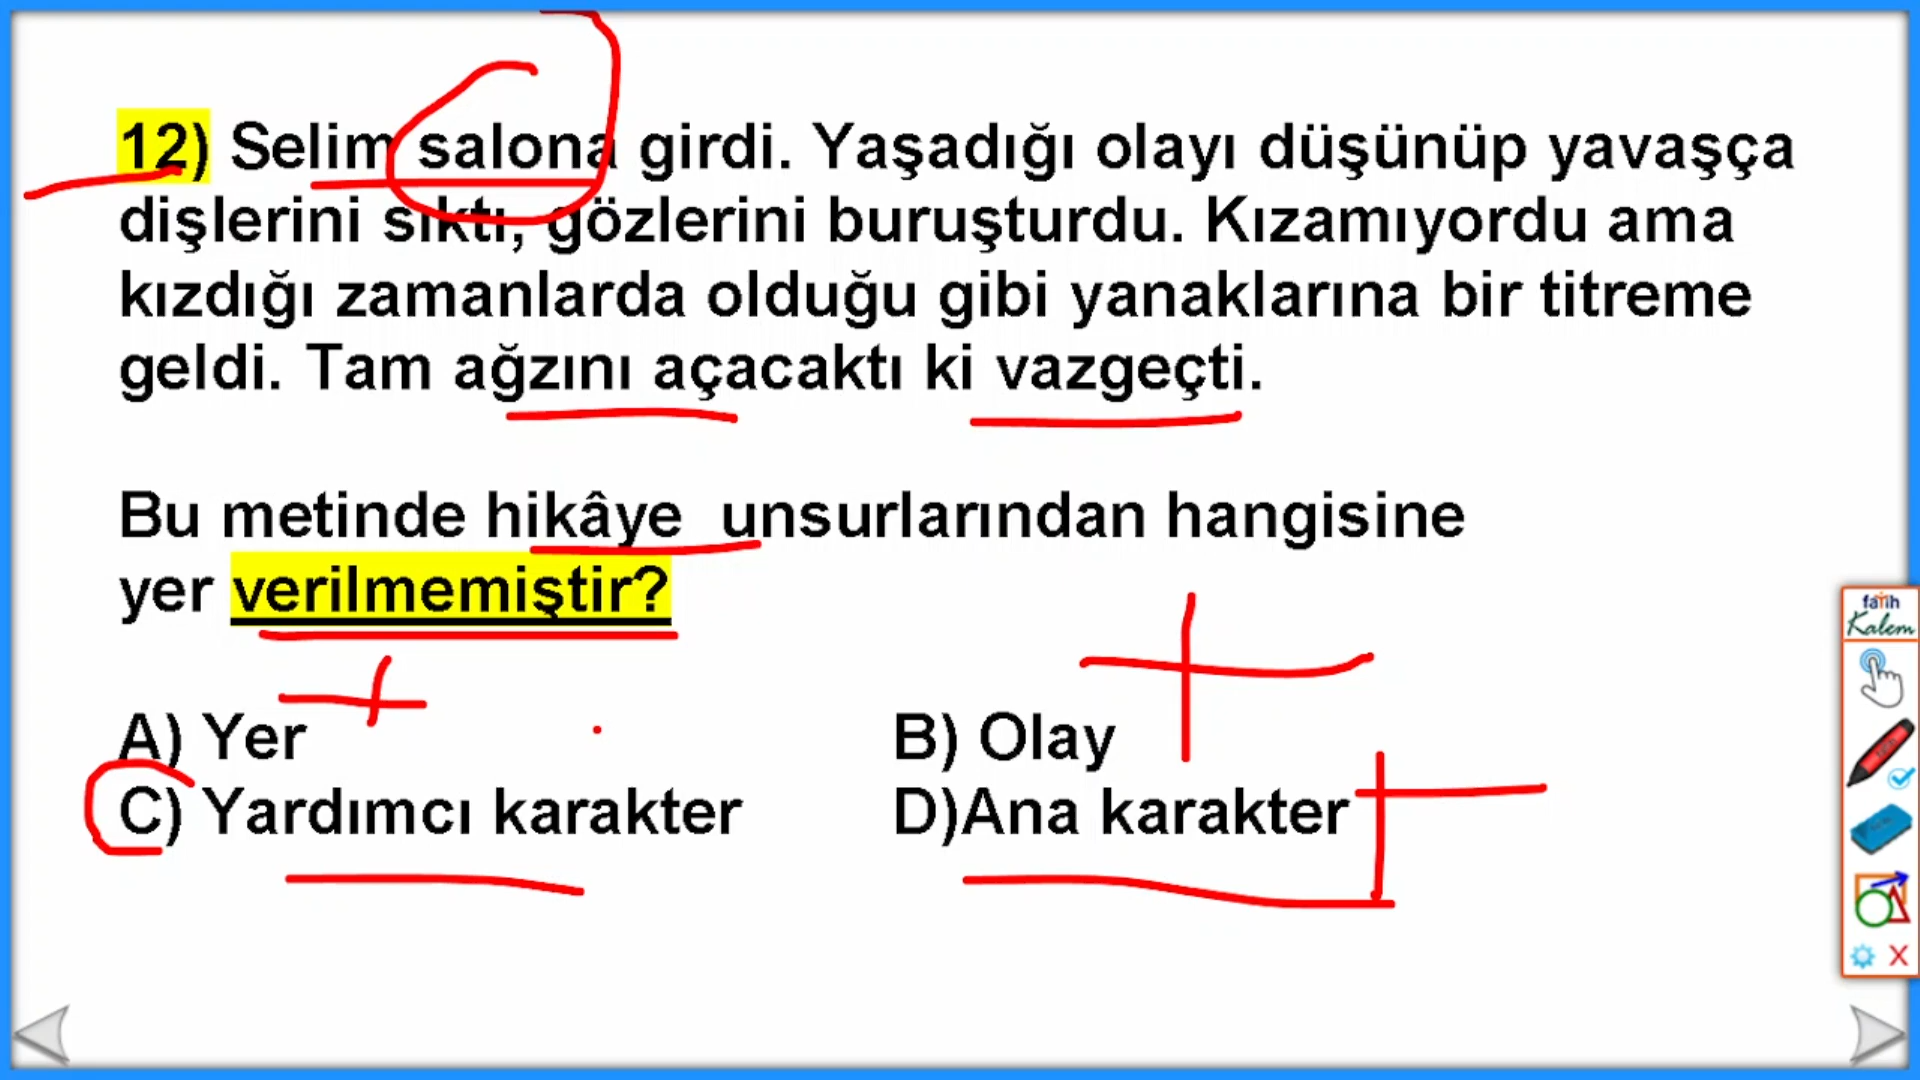 12) Selim salona girdi. Yaşadığı olayı düşünüp yavaşça
dişlerini sıktı, gözlerini buruşturdu. Kızamıyordu ama
kızdığı zamanlarda olduğu gibi yanaklarına bir titreme
geldi. Tam ağzını açacaktı ki vazgeçti.
Bu metinde hikâye unsurlarından hangisine
yer verilmemiştir?
A) Yer
B) Olay
C) Yardımcı karakter
D)Ana karakter
fatih
Kalem